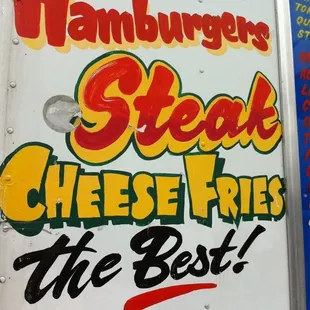 Hamburgers
Steak
CHEESE FRIES
the Best!